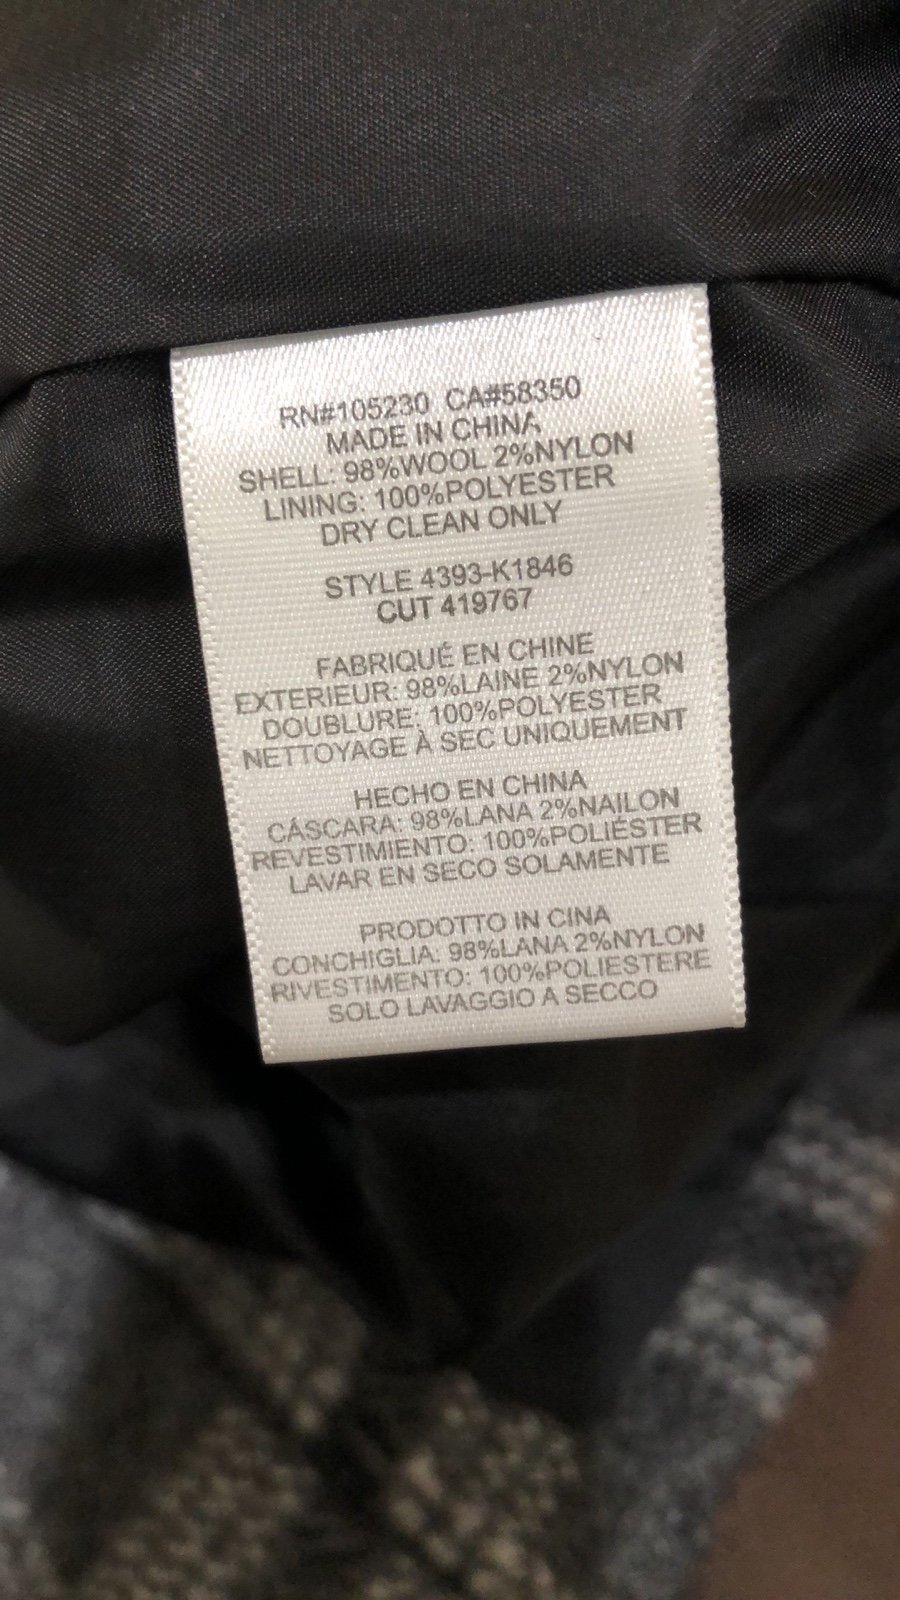 RN#105230 CA#58350
MADE IN CHINA
SHELL: 98%WOOL 2%NYLON
LINING: 100%POLYESTER
DRY CLEAN ONLY
STYLE 4393-K1846
CUT 419767
FABRIQUÉ EN CHINE
EXTERIEUR: 98%LAINE 2%NYLON
DOUBLURE: 100%POLYESTER
NETTOYAGE À SEC UNIQUEMENT
HECHO EN CHINA
CÁSCARA: 98%LANA 2%NAILON
REVESTIMIENTO: 100%POLIÉSTER
LAVAR EN SECO SOLAMENTE
PRODOTTO IN CINA
CONCHIGLIA: 98%LANA 2%NYLON
RIVESTIMENTO: 100%POLIESTERE
SOLO LAVAGGIO A SECCO